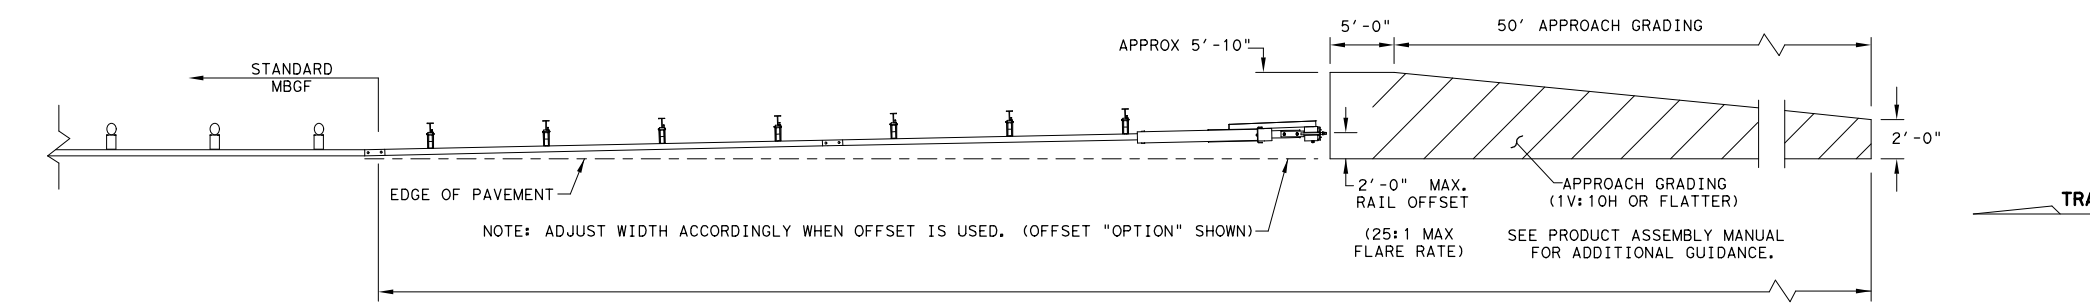 5'-0"
50' APPROACH GRADING
APPROX 5'-10"
STANDARD
MBGF
2'-0"
EDGE OF PAVEMENT
2'-0" MAX.
RAIL OFFSET
APPROACH GRADING
(1V:10H OR FLATTER)
NOTE: ADJUST WIDTH ACCORDINGLY WHEN OFFSET IS USED. (OFFSET "OPTION" SHOWN)
(25:1 MAX
FLARE RATE)
SEE PRODUCT ASSEMBLY MANUAL
FOR ADDITIONAL GUIDANCE.